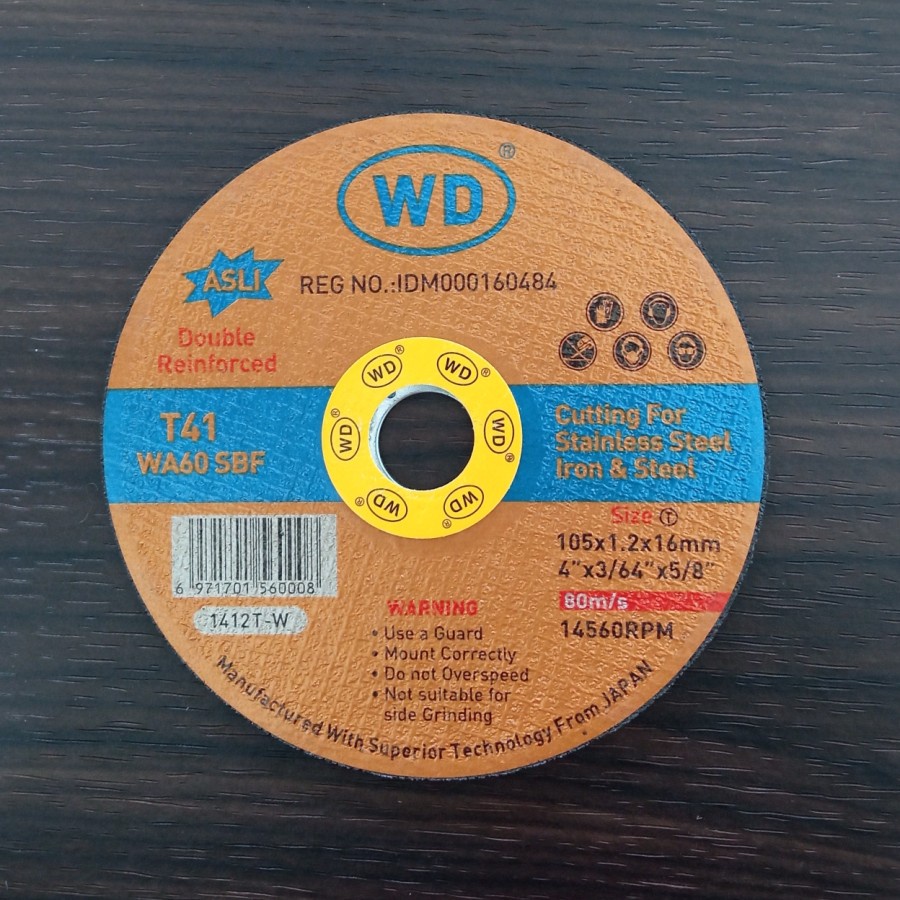 WD®
ASLI
REG NO.:IDM000160484
Double
Reinforced
T41
WA60 SBF
WD®
WD®
WD®
WD®
WD®
WD®
Cutting For
Stainless Steel
Iron & Steel
Size T
105x1.2x16mm
4"x3/64"x5/8"
80m/s
14560RPM
6 971701 560008
1412T-W
WARNING
• Use a Guard
• Mount Correctly
• Do not Overspeed
• Not suitable for
side Grinding
Manufactured With Superior Technology From JAPAN